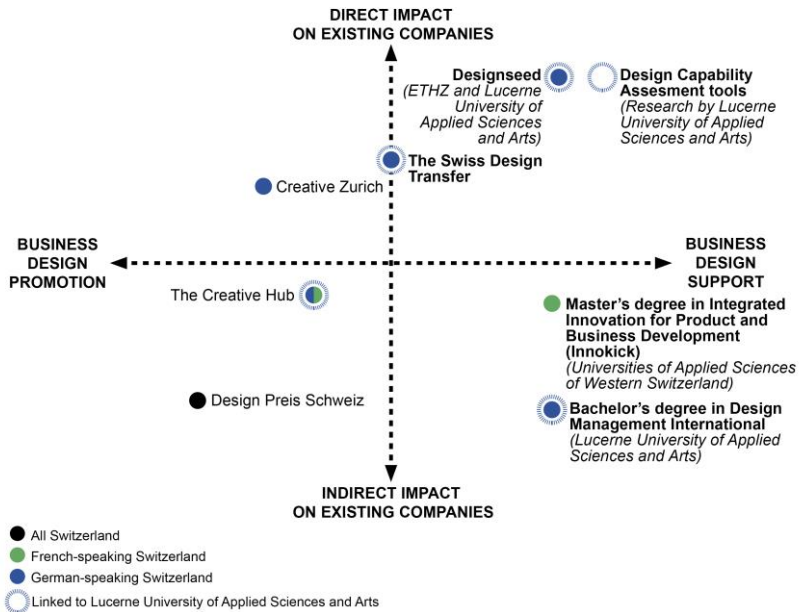 DIRECT IMPACT
ON EXISTING COMPANIES
Designseed
(ETHZ and Lucerne
University of
Applied Sciences
and Arts)
Design Capability
Assesment tools
(Research by Lucerne
University of Applied
Sciences and Arts)
The Swiss Design
Transfer
Creative Zurich
BUSINESS
DESIGN
PROMOTION
BUSINESS
DESIGN
SUPPORT
The Creative Hub
Master's degree in Integrated
Innovation for Product and
Business Development
(Innokick)
(Universities of Applied Sciences
of Western Switzerland)
Design Preis Schweiz
Bachelor's degree in Design
Management International
(Lucerne University of Applied
Sciences and Arts)
INDIRECT IMPACT
ON EXISTING COMPANIES
All Switzerland
French-speaking Switzerland
German-speaking Switzerland
Linked to Lucerne University of Applied Sciences and Arts